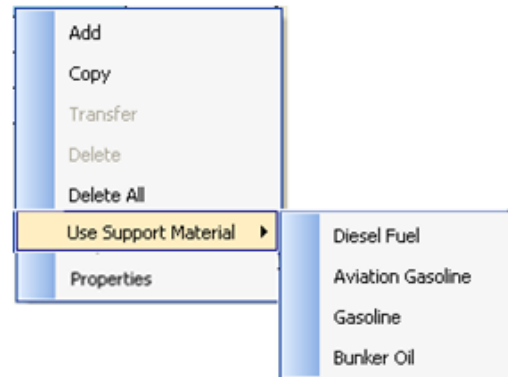 Add
Copy
Transfer
Delete
Delete All
Use Support Material
Properties
Diesel Fuel
Aviation Gasoline
Gasoline
Bunker Oil